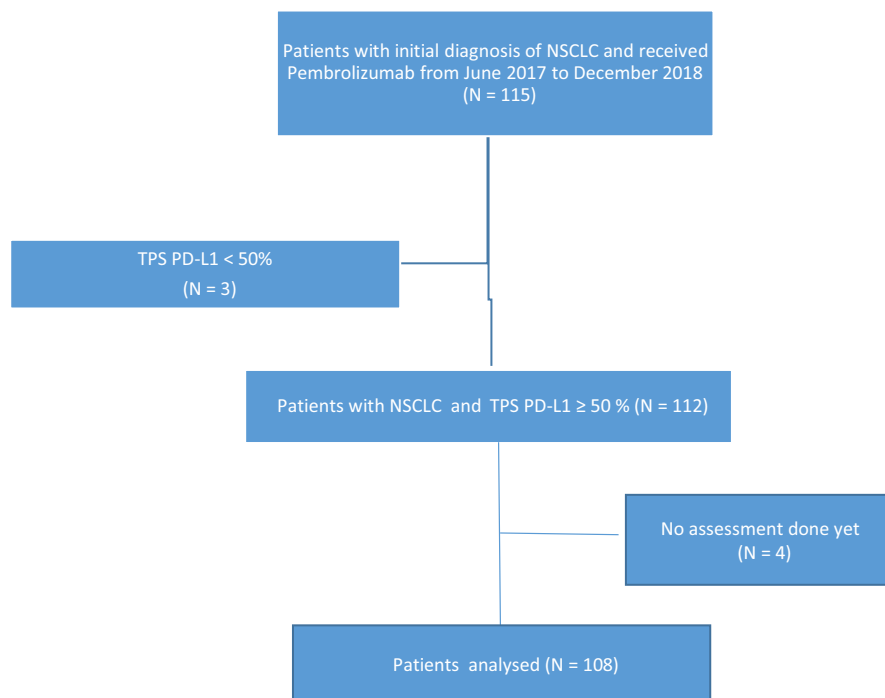 Patients with initial diagnosis of NSCLC and received
Pembrolizumab from June 2017 to December 2018
(N = 115)
TPS PD-L1 < 50%
(N = 3)
Patients with NSCLC and TPS PD-L1 ≥ 50 % (N = 112)
No assessment done yet
(N = 4)
Patients analysed (N = 108)